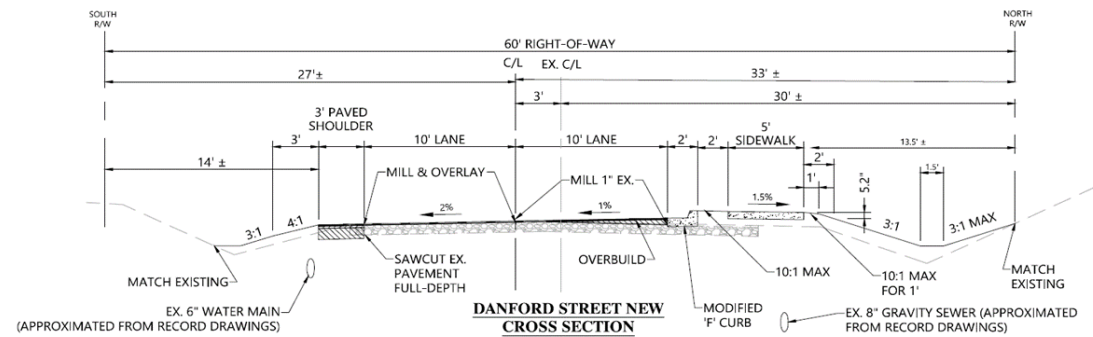 SOUTH
R/W
NORTH
R/W
60' RIGHT-OF-WAY
27'±
C/L
EX. C/L
33' ±
3'
30' ±
3' PAVED
SHOULDER
5'
SIDEWALK
3'
10' LANE
10' LANE
2'
2'
13.5' ±
14' ±
2'
1'
1.5'
5.2"
MILL & OVERLAY
MILL 1" EX.
2%
1%
1.5%
3:1
4:1
3:1
3:1 MAX
MATCH EXISTING
SAWCUT EX.
PAVEMENT
FULL-DEPTH
OVERBUILD
10:1 MAX
10:1 MAX
FOR 1'
MATCH
EXISTING
EX. 6" WATER MAIN
(APPROXIMATED FROM RECORD DRAWINGS)
DANFORD STREET NEW
CROSS SECTION
MODIFIED
'F' CURB
EX. 8" GRAVITY SEWER (APPROXIMATED
FROM RECORD DRAWINGS)